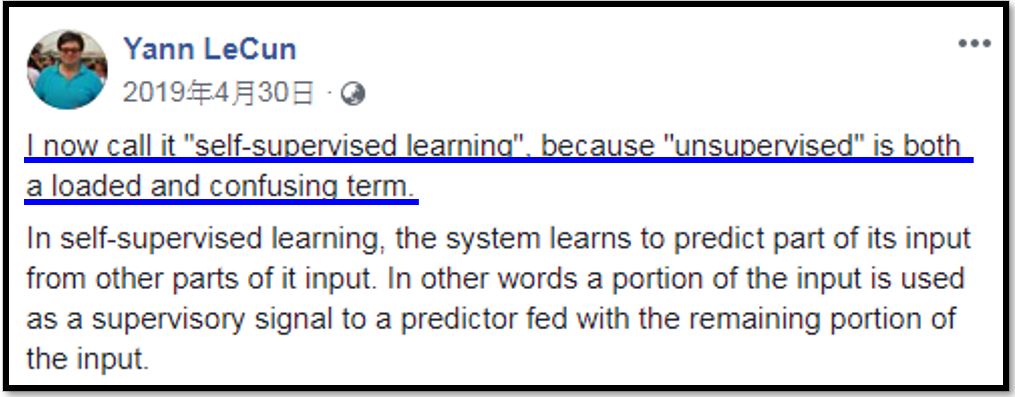 Yann LeCun
2019年4月30日 ·
I now call it "self-supervised learning", because "unsupervised" is both
a loaded and confusing term.
In self-supervised learning, the system learns to predict part of its input
from other parts of it input. In other words a portion of the input is used
as a supervisory signal to a predictor fed with the remaining portion of
the input.